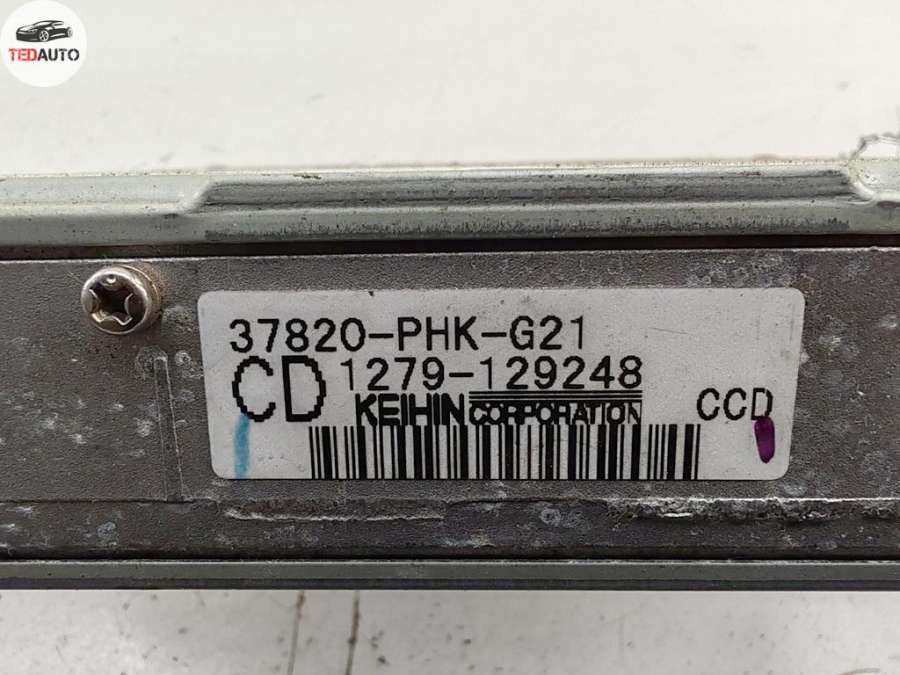 TEDAUTO
37820-PHK-G21
CD 1279-129248
KEIHIN CORPORATION
CCD